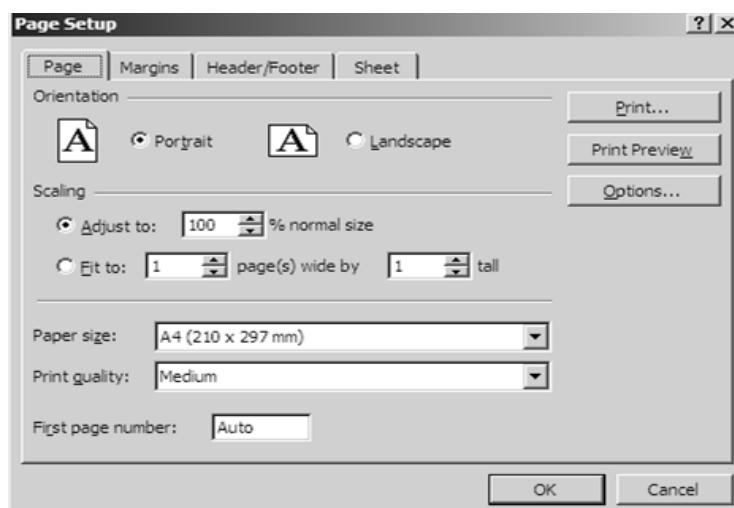 Page Setup ? ×
Page Margins Header/Footer Sheet
Orientation
Print...
A Portrait A Landscape
Print Preview
Scaling
Options...
Adjust to: 100 % normal size
Fit to: 1 page(s) wide by 1 tall
Paper size: A4 (210 x 297 mm)
Print quality: Medium
First page number: Auto
OK Cancel